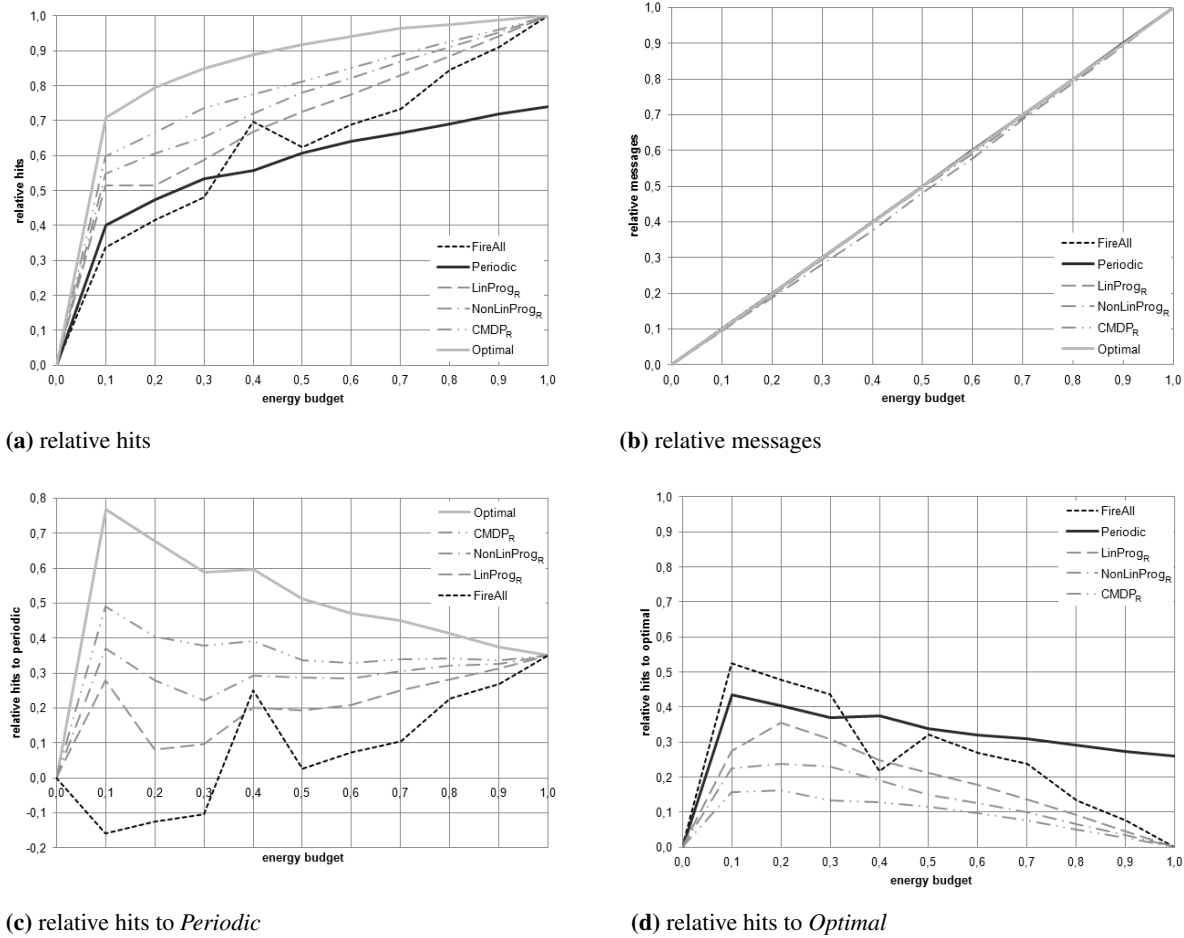 1,0
0,9
0,8
0,7
0,6
0,5
0,4
0,3
0,2
0,1
0,0
relative hits
0,0 0,1 0,2 0,3 0,4 0,5 0,6 0,7 0,8 0,9 1,0
energy budget
FireAll
Periodic
LinProgR
NonLinProgR
CMDPR
Optimal
(a) relative hits
1,0
0,9
0,8
0,7
0,6
0,5
0,4
0,3
0,2
0,1
0,0
relative messages
0,0 0,1 0,2 0,3 0,4 0,5 0,6 0,7 0,8 0,9 1,0
energy budget
FireAll
Periodic
LinProgR
NonLinProgR
CMDPR
Optimal
(b) relative messages
0,8
0,7
0,6
0,5
0,4
0,3
0,2
0,1
0,0
-0,1
-0,2
relative hits to periodic
0,0 0,1 0,2 0,3 0,4 0,5 0,6 0,7 0,8 0,9 1,0
energy budget
Optimal
CMDPR
NonLinProgR
LinProgR
FireAll
(c) relative hits to Periodic
1,0
0,9
0,8
0,7
0,6
0,5
0,4
0,3
0,2
0,1
0,0
relative hits to optimal
0,0 0,1 0,2 0,3 0,4 0,5 0,6 0,7 0,8 0,9 1,0
energy budget
FireAll
Periodic
LinProgR
NonLinProgR
CMDPR
(d) relative hits to Optimal